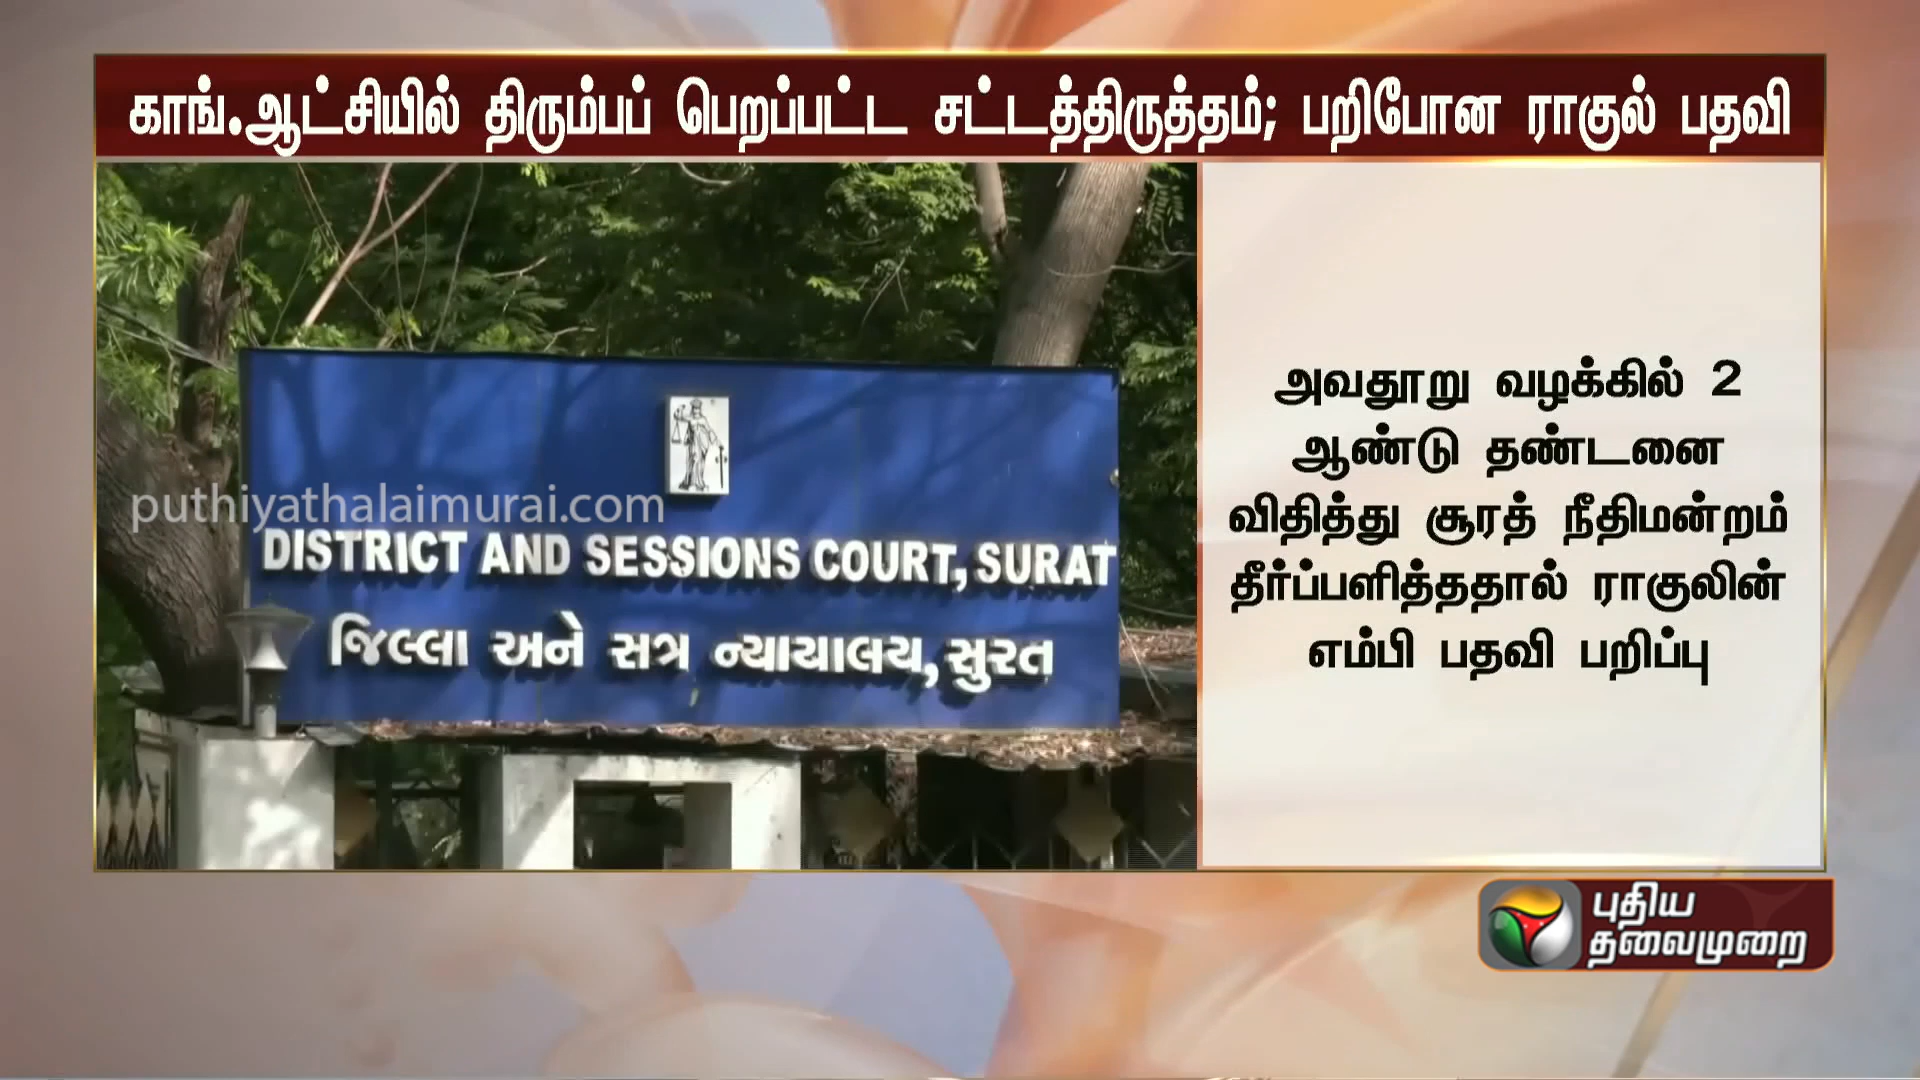 காங்.ஆட்சியில் திரும்பப் பெறப்பட்ட சட்டத்திருத்தம்; பறிபோன ராகுல் பதவி
puthiyathalaimurai.com
DISTRICT AND SESSIONS COURT, SURAT
જિલ્લા અને સત્ર ન્યાયાલય, સુરત
அவதூறு வழக்கில் 2
ஆண்டு தண்டனை
விதித்து சூரத் நீதிமன்றம்
தீர்ப்பளித்ததால் ராகுலின்
எம்பி பதவி பறிப்பு
புதிய
தலைமுறை